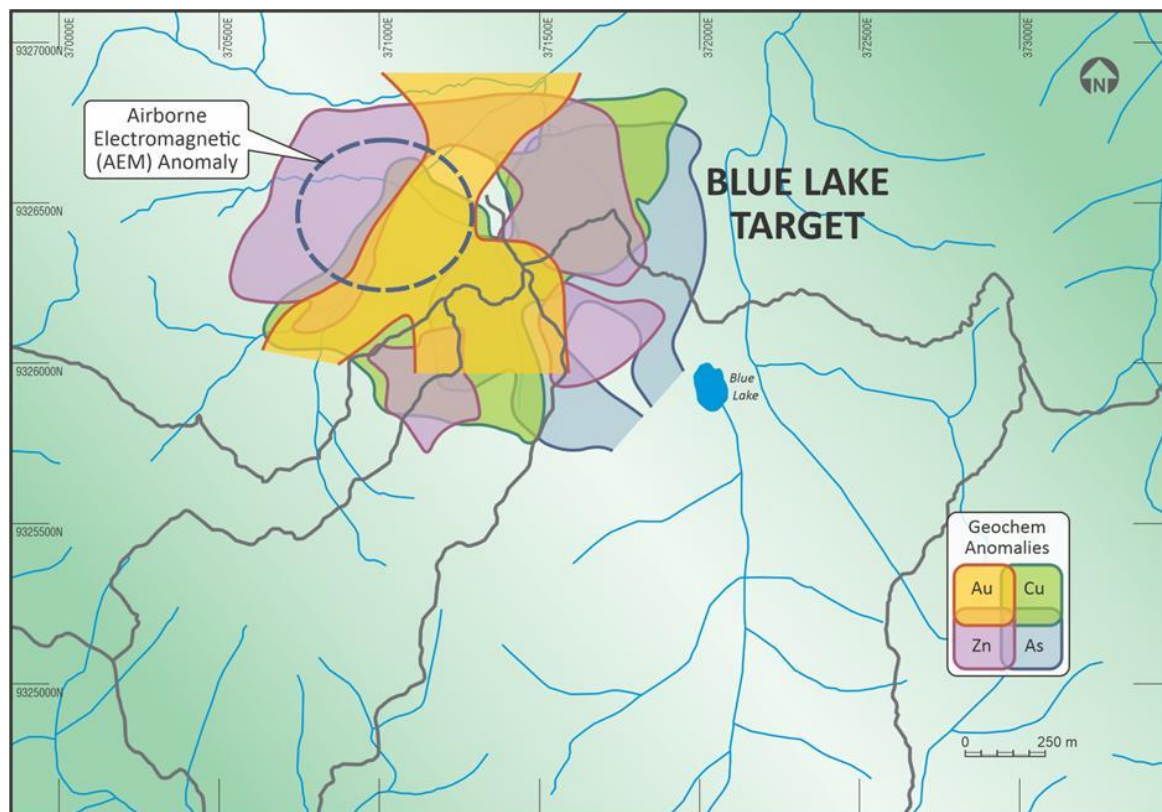 370000E
370500E
371000E
371500E
372000E
372500E
373000E
9327000N
N
Airborne
Electromagnetic
(AEM) Anomaly
BLUE LAKE
TARGET
9326500N
9326000N
Blue
Lake
9325500N
Geochem
Anomalies
Au Cu
Zn As
9325000N
0 250 m